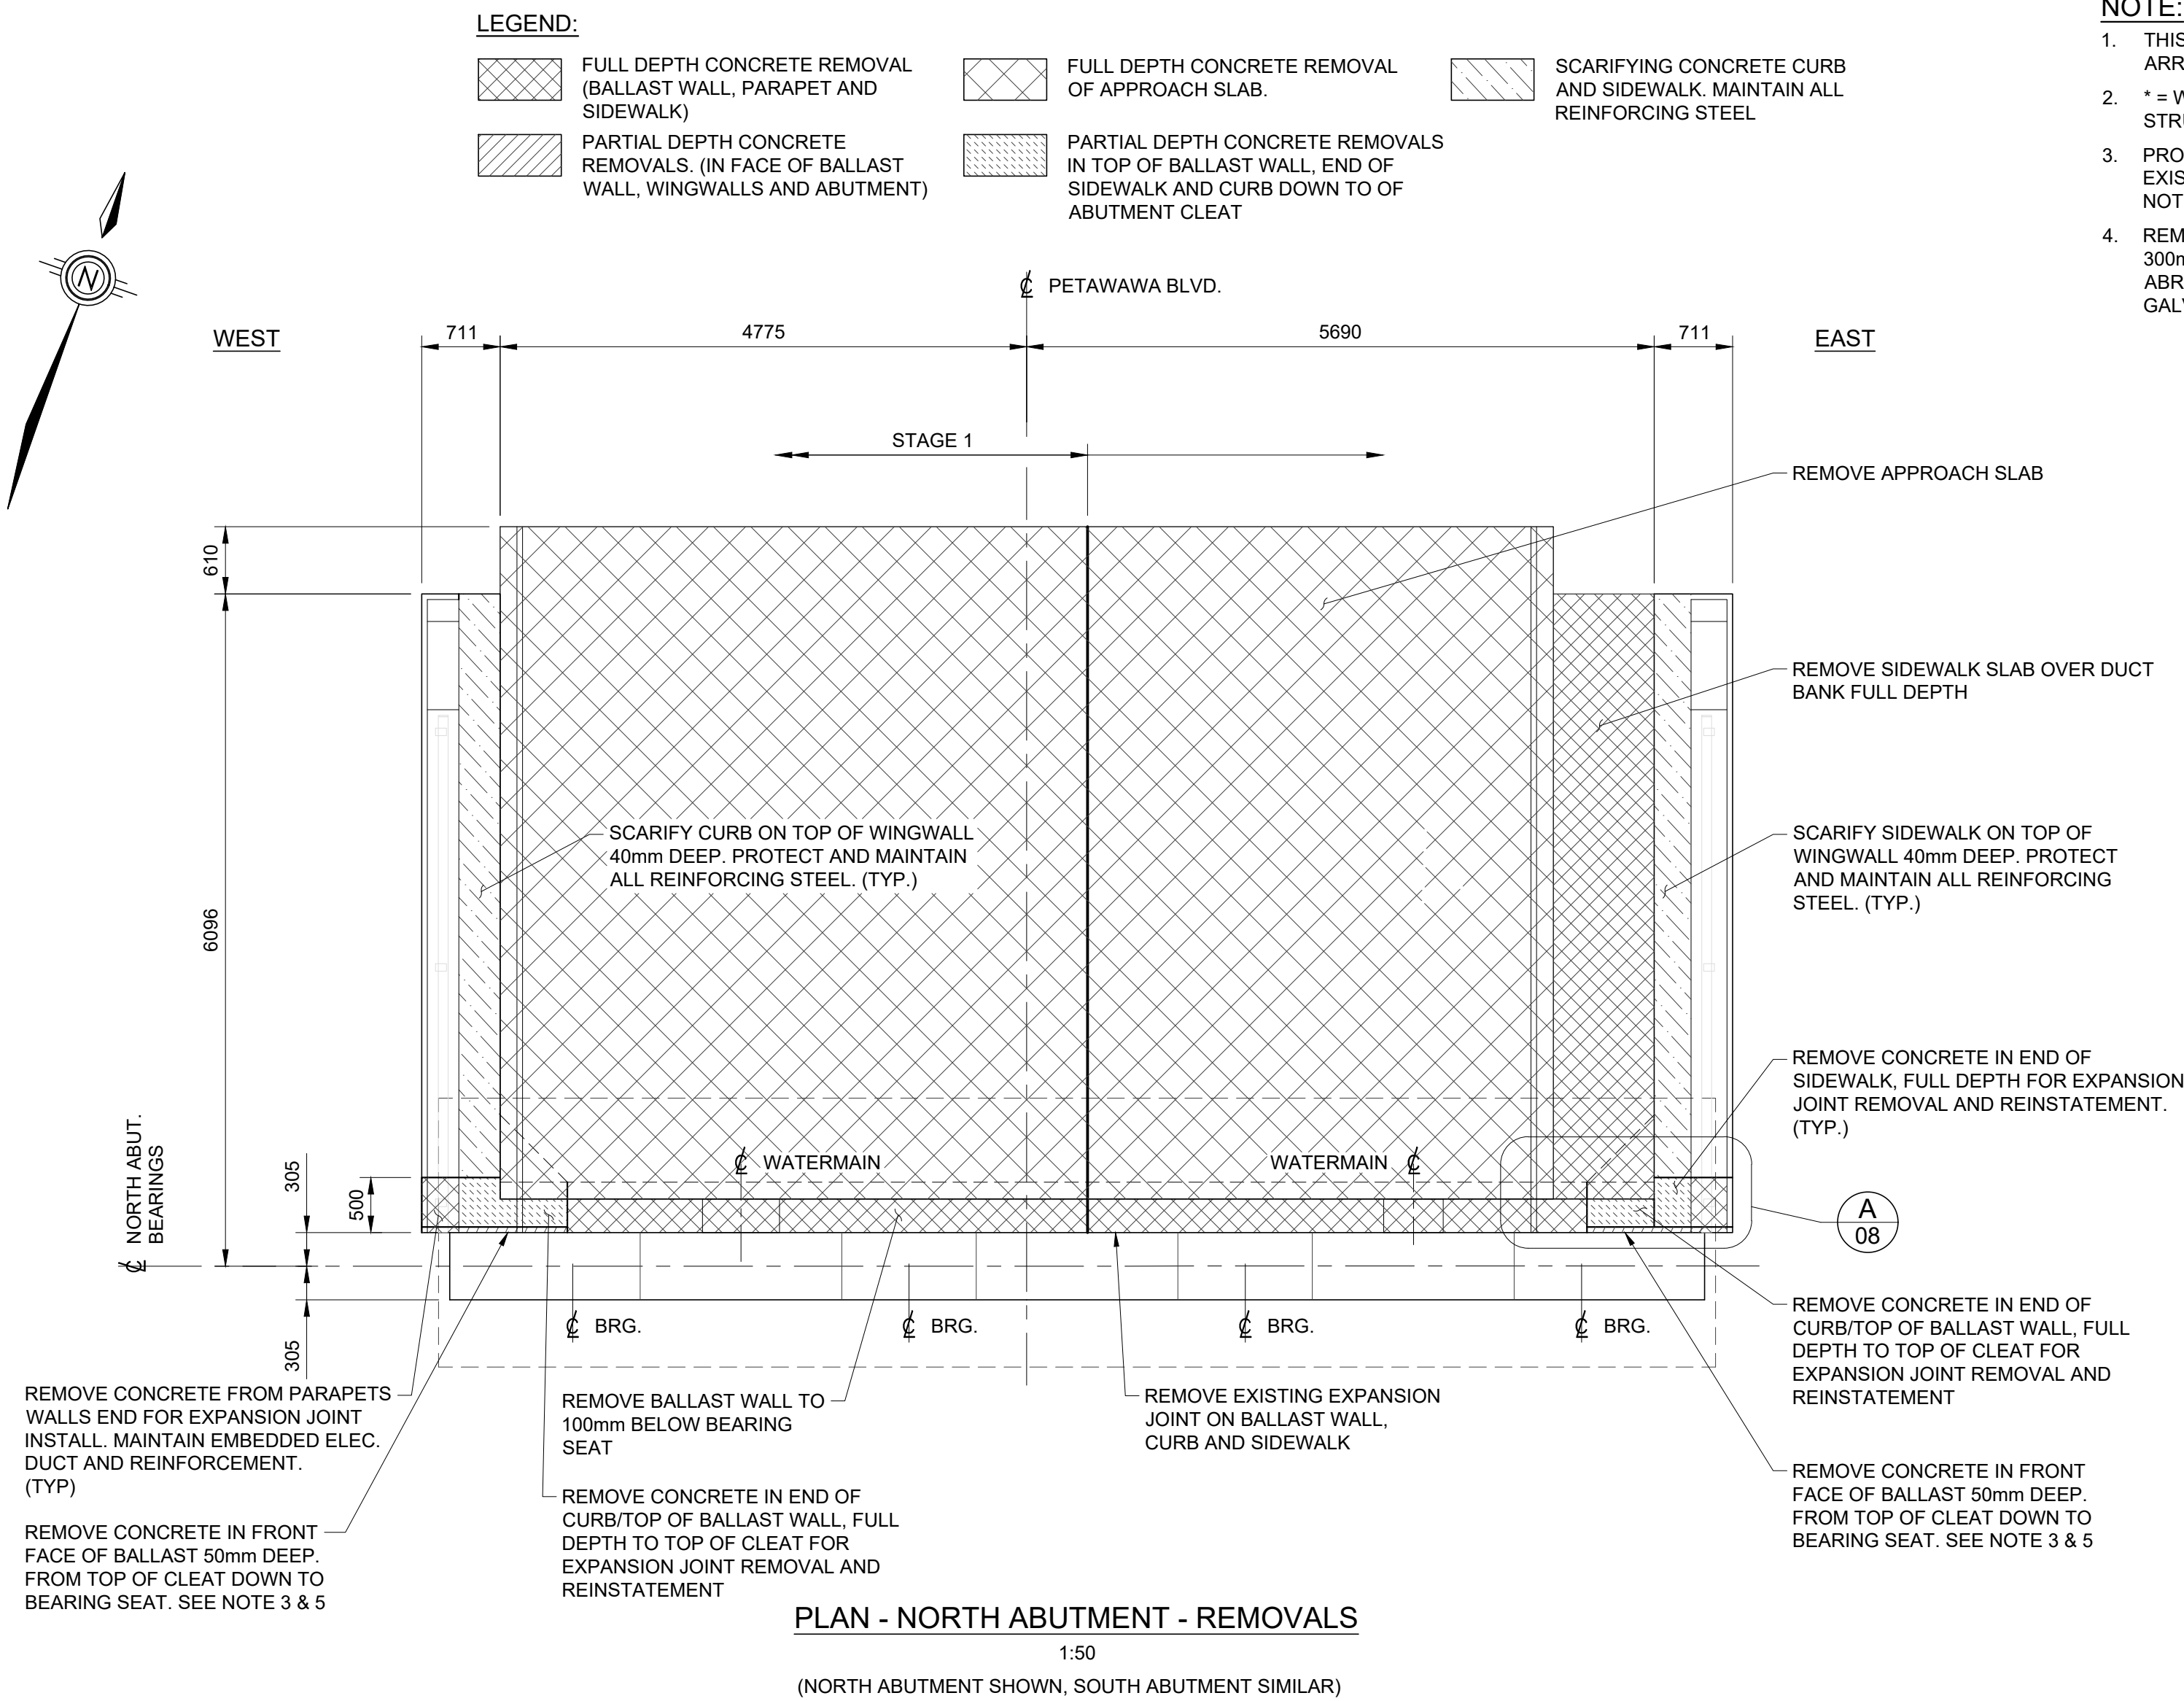 LEGEND:
FULL DEPTH CONCRETE REMOVAL
(BALLAST WALL, PARAPET AND
SIDEWALK)
FULL DEPTH CONCRETE REMOVAL
OF APPROACH SLAB.
SCARIFYING CONCRETE CURB
AND SIDEWALK. MAINTAIN ALL
REINFORCING STEEL
PARTIAL DEPTH CONCRETE
REMOVALS. (IN FACE OF BALLAST
WALL, WINGWALLS AND ABUTMENT)
PARTIAL DEPTH CONCRETE REMOVALS
IN TOP OF BALLAST WALL, END OF
SIDEWALK AND CURB DOWN TO OF
ABUTMENT CLEAT
NOTE:
1. THIS
ARR
2. * = W
STR
3. PRO
EXIS
NOT
4. REM
300m
ABR
GAL
N
℄ PETAWAWA BLVD.
WEST
EAST
711
4775
5690
711
STAGE 1
REMOVE APPROACH SLAB
610
REMOVE SIDEWALK SLAB OVER DUCT
BANK FULL DEPTH
SCARIFY CURB ON TOP OF WINGWALL
40mm DEEP. PROTECT AND MAINTAIN
ALL REINFORCING STEEL. (TYP.)
SCARIFY SIDEWALK ON TOP OF
WINGWALL 40mm DEEP. PROTECT
AND MAINTAIN ALL REINFORCING
STEEL. (TYP.)
6096
REMOVE CONCRETE IN END OF
SIDEWALK, FULL DEPTH FOR EXPANSION
JOINT REMOVAL AND REINSTATEMENT.
(TYP.)
℄ NORTH ABUT.
BEARINGS
305
500
℄ WATERMAIN
WATERMAIN ℄
A
08
305
℄ BRG.
℄ BRG.
℄ BRG.
℄ BRG.
REMOVE CONCRETE IN END OF
CURB/TOP OF BALLAST WALL, FULL
DEPTH TO TOP OF CLEAT FOR
EXPANSION JOINT REMOVAL AND
REINSTATEMENT
REMOVE CONCRETE FROM PARAPETS
WALLS END FOR EXPANSION JOINT
INSTALL. MAINTAIN EMBEDDED ELEC.
DUCT AND REINFORCEMENT.
(TYP)
REMOVE BALLAST WALL TO
100mm BELOW BEARING
SEAT
REMOVE EXISTING EXPANSION
JOINT ON BALLAST WALL,
CURB AND SIDEWALK
REMOVE CONCRETE IN FRONT
FACE OF BALLAST 50mm DEEP.
FROM TOP OF CLEAT DOWN TO
BEARING SEAT. SEE NOTE 3 & 5
REMOVE CONCRETE IN END OF
CURB/TOP OF BALLAST WALL, FULL
DEPTH TO TOP OF CLEAT FOR
EXPANSION JOINT REMOVAL AND
REINSTATEMENT
REMOVE CONCRETE IN FRONT
FACE OF BALLAST 50mm DEEP.
FROM TOP OF CLEAT DOWN TO
BEARING SEAT. SEE NOTE 3 & 5
PLAN - NORTH ABUTMENT - REMOVALS
1:50
(NORTH ABUTMENT SHOWN, SOUTH ABUTMENT SIMILAR)